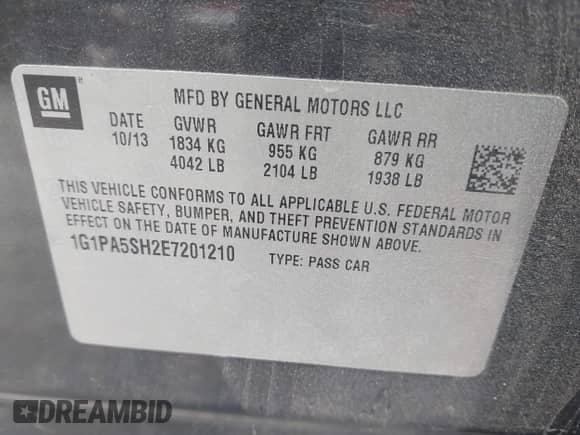 GM ®
MFD BY GENERAL MOTORS LLC
DATE GVWR GAWR FRT GAWR RR
10/13 1834 KG 955 KG 879 KG
4042 LB 2104 LB 1938 LB
THIS VEHICLE CONFORMS TO ALL APPLICABLE U.S. FEDERAL MOTOR
VEHICLE SAFETY, BUMPER, AND THEFT PREVENTION STANDARDS IN
EFFECT ON THE DATE OF MANUFACTURE SHOWN ABOVE.
1G1PA5SH2E7201210 TYPE: PASS CAR
DREAMBID